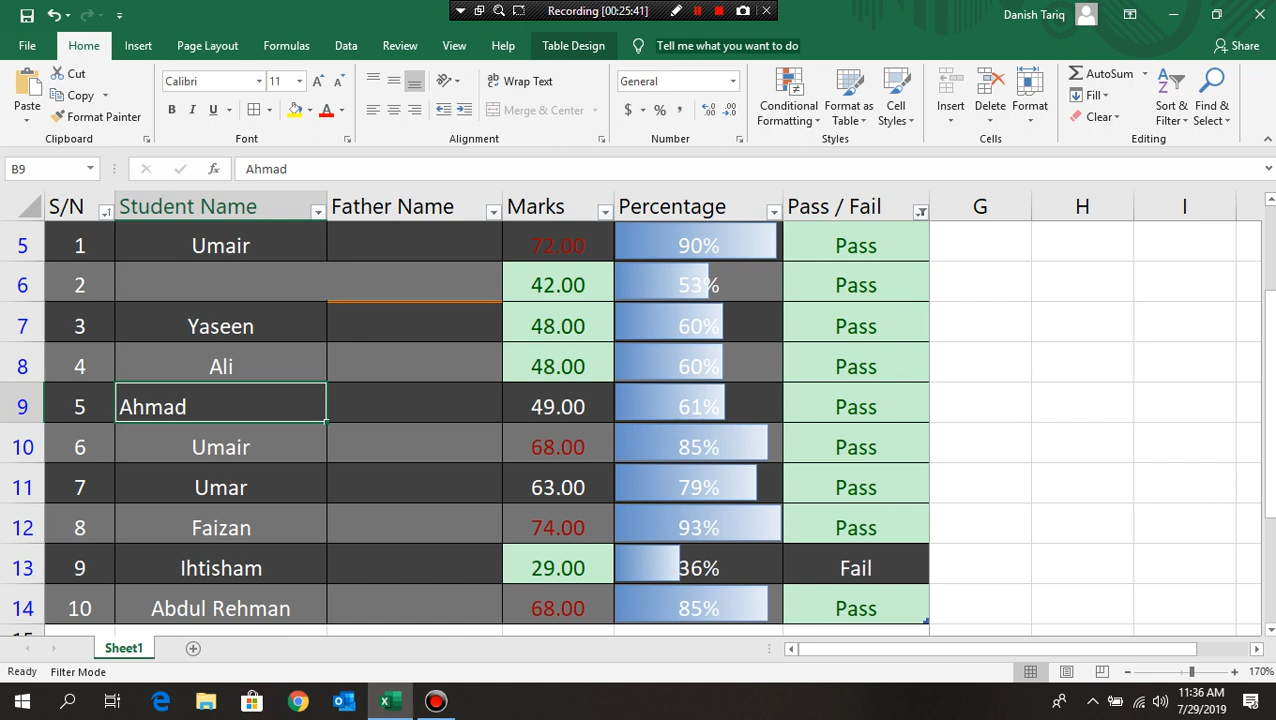 Recording [00:25:41]
Danish Tariq
File Home Insert Page Layout Formulas Data Review View Help Table Design Tell me what you want to do Share
Paste Cut Copy Format Painter Clipboard
Calibri 11 B I U Font
Wrap Text Merge & Center Alignment
General $ % , Number
Conditional Formatting Format as Table Cell Styles Styles
Insert Delete Format Cells
AutoSum Fill Clear Sort & Filter Find & Select Editing
B9 fx Ahmad
S/N Student Name Father Name Marks Percentage Pass / Fail G H I
5 1 Umair 72.00 90% Pass
6 2 42.00 53% Pass
7 3 Yaseen 48.00 60% Pass
8 4 Ali 48.00 60% Pass
9 5 Ahmad 49.00 61% Pass
10 6 Umair 68.00 85% Pass
11 7 Umar 63.00 79% Pass
12 8 Faizan 74.00 93% Pass
13 9 Ihtisham 29.00 36% Fail
14 10 Abdul Rehman 68.00 85% Pass
Sheet1
Ready Filter Mode 170%
11:36 AM
7/29/2019